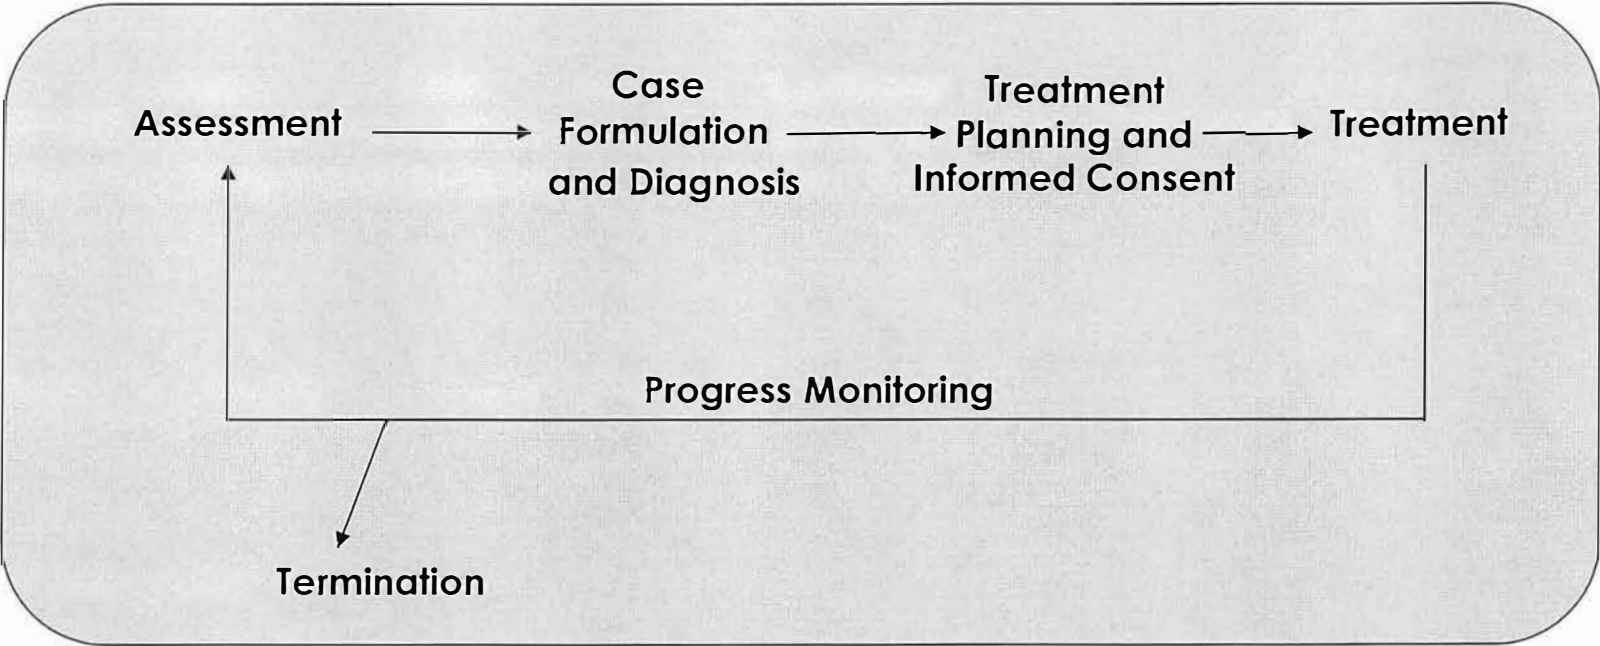 Assessment
Case
Formulation
and Diagnosis
Treatment
Planning and
Informed Consent
Treatment
Progress Monitoring
Termination